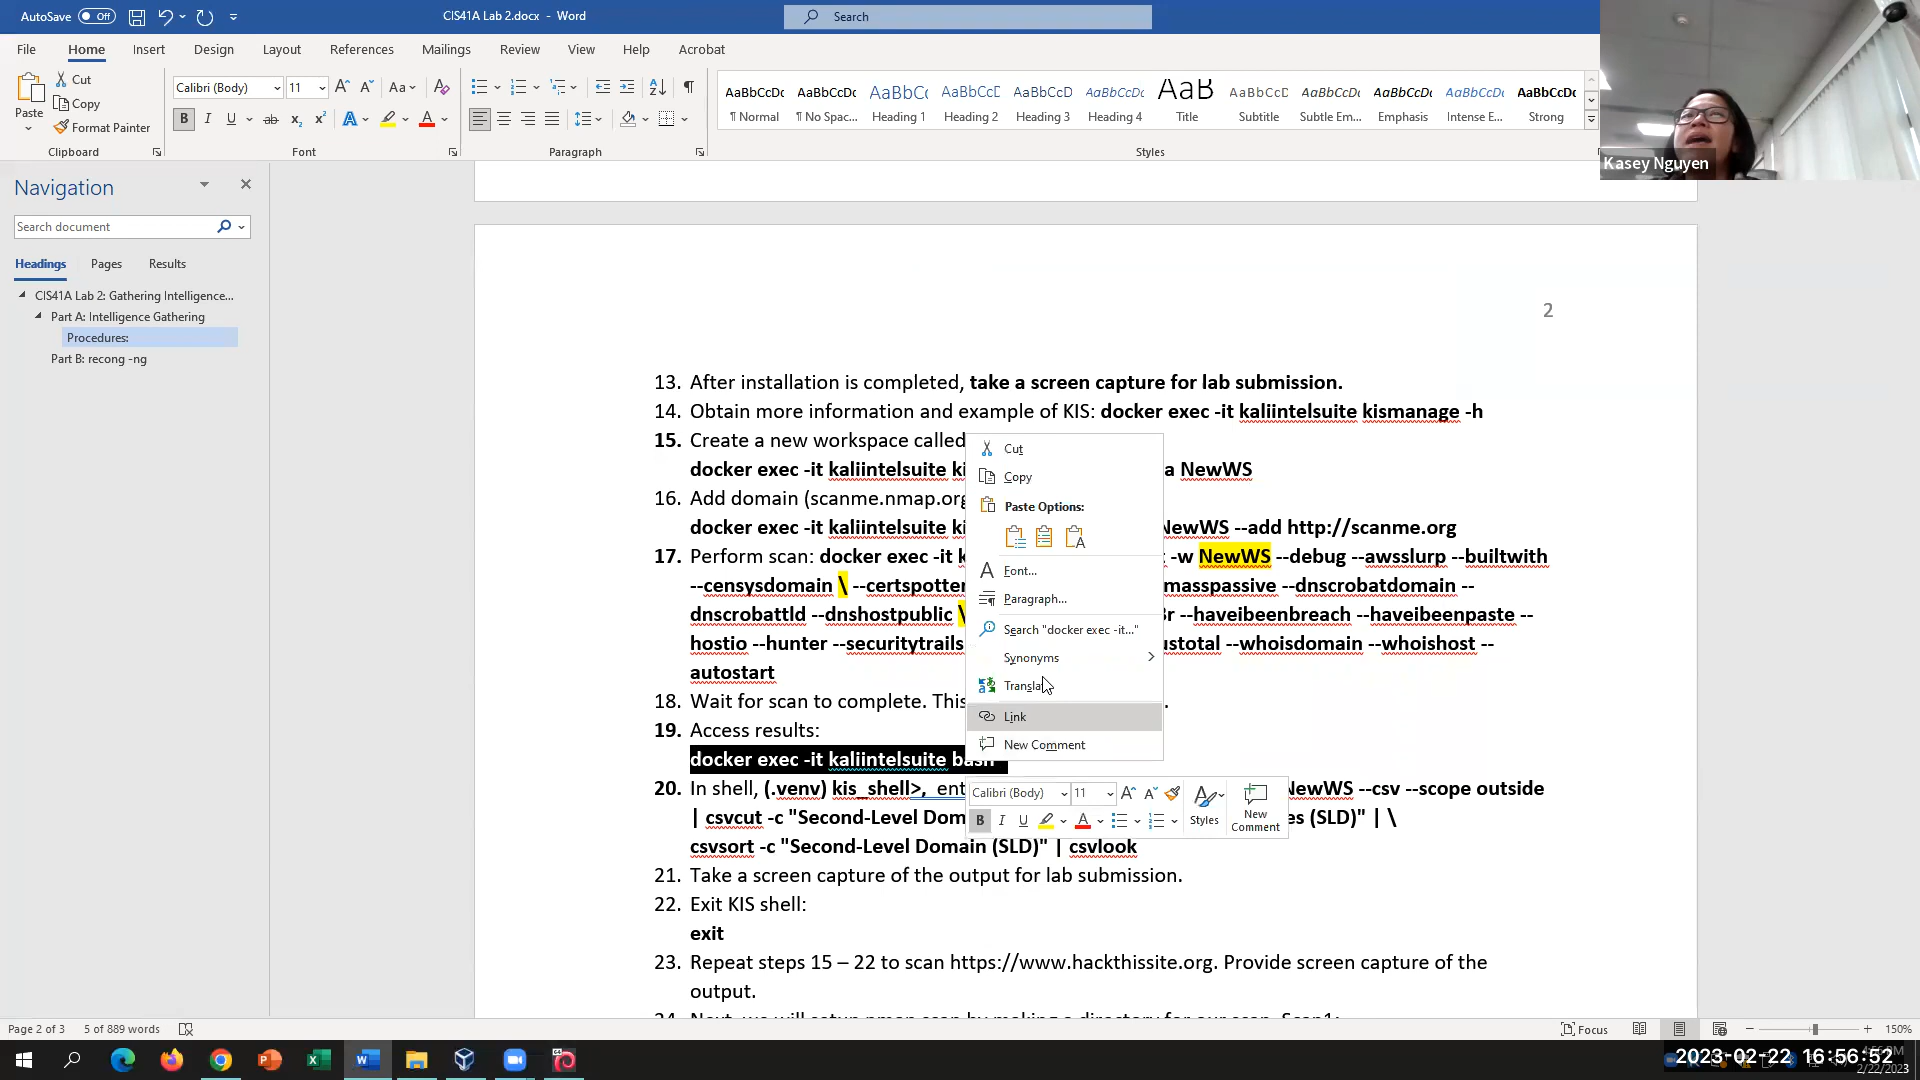 AutoSave Off
CIS41A Lab 2.docx - Word
Search
File Home Insert Design Layout References Mailings Review View Help Acrobat
Cut
Copy
Format Painter
Paste
Calibri (Body) 11
Clipboard
Font
Paragraph
Styles
AaBbCcDc AaBbCcDc AaBbC AaBbCcC AaBbCcD AaBbCcDc AaB AaBbCcD AaBbCcDc AaBbCcDc AaBbCcDc AaBbCcDc
¶ Normal ¶ No Spac... Heading 1 Heading 2 Heading 3 Heading 4 Title Subtitle Subtle Em... Emphasis Intense E... Strong
Kasey Nguyen
Navigation
Search document
Headings Pages Results
CIS41A Lab 2: Gathering Intelligence...
Part A: Intelligence Gathering
Procedures:
Part B: recong -ng
2
13. After installation is completed, take a screen capture for lab submission.
14. Obtain more information and example of KIS: docker exec -it kaliintelsuite kismanage -h
15. Create a new workspace called
docker exec -it kaliintelsuite ki a NewWS
16. Add domain (scanme.nmap.org
docker exec -it kaliintelsuite ki NewWS --add http://scanme.org
17. Perform scan: docker exec -it k -w NewWS --debug --awsslurp --builtwith
--censysdomain \ --certspotter masspassive --dnscrobatdomain --
dnscrobattld --dnshostpublic \ r --haveibeenbreach --haveibeenpaste --
hostio --hunter --securitytrails ustotal --whoisdomain --whoishost --
autostart
18. Wait for scan to complete. This .
19. Access results:
docker exec -it kaliintelsuite bash
20. In shell, (.venv) kis_shell>, ent NewWS --csv --scope outside
| csvcut -c "Second-Level Dom es (SLD)" | \
csvsort -c "Second-Level Domain (SLD)" | csvlook
21. Take a screen capture of the output for lab submission.
22. Exit KIS shell:
exit
23. Repeat steps 15 – 22 to scan https://www.hackthissite.org. Provide screen capture of the
output.
Cut
Copy
Paste Options:
Font...
Paragraph...
Search "docker exec -it..."
Synonyms
Translate
Link
New Comment
Calibri (Body) 11
B I U
Styles
New
Comment
Page 2 of 3 5 of 889 words
Focus
150%
2023-02-22 16:56:52
2/22/2023